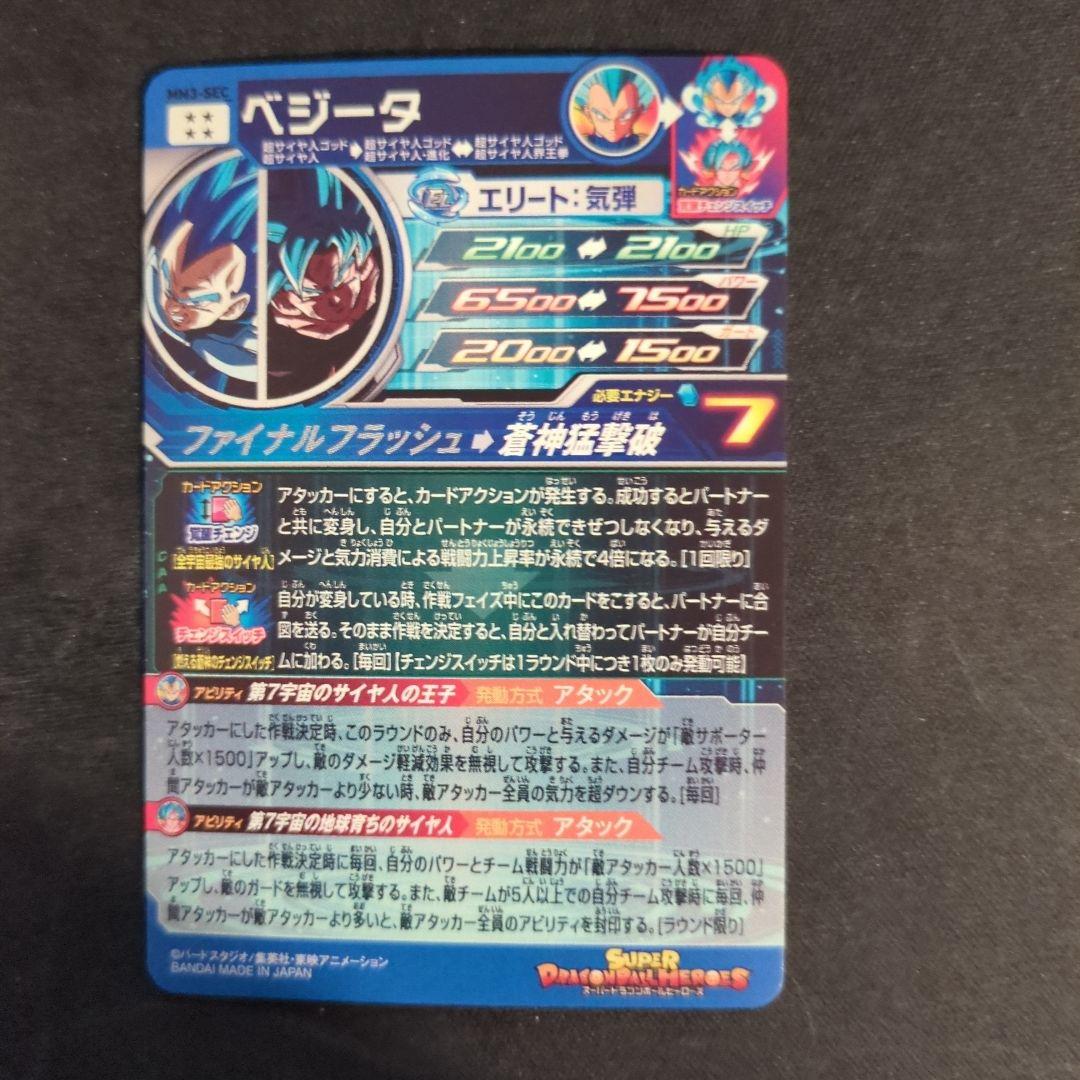 MM3-SEC
★★
★★
ベジータ
超サイヤ人ゴッド 超サイヤ人ゴッド 超サイヤ人ゴッド
超サイヤ人 超サイヤ人・進化 超サイヤ人界王拳
カードアクション
覚醒チェンジスイッチ
EL エリート：気弾
HP
2100 ⇔ 2100
パワー
6500 ⇔ 7500
ガード
2000 ⇔ 1500
必要エナジー 7
ファイナルフラッシュ➡蒼神猛撃破
そうじんもうげきは
CAA
カードアクション
覚醒チェンジ
[全宇宙最強のサイヤ人]
アタッカーにすると、カードアクションが発生する。成功するとパートナー
と共に変身し、自分とパートナーが永続できぜつしなくなり、与えるダ
メージと気力消費による戦闘力上昇率が永続で4倍になる。[1回限り]
カードアクション
チェンジスイッチ
[燃える蒼神のチェンジスイッチ]
自分が変身している時、作戦フェイズ中にこのカードをこすると、パートナーに合
図を送る。そのまま作戦を決定すると、自分と入れ替わってパートナーが自分チー
ムに加わる。[毎回]【チェンジスイッチは1ラウンド中につき1枚のみ発動可能】
アビリティ 第7宇宙のサイヤ人の王子 発動方式 アタック
アタッカーにした作戦決定時、このラウンドのみ、自分のパワーと与えるダメージが「敵サポーター
人数×1500」アップし、敵のダメージ軽減効果を無視して攻撃する。また、自分チーム攻撃時、仲
間アタッカーが敵アタッカーより少ない時、敵アタッカー全員の気力を超ダウンする。[毎回]
アビリティ 第7宇宙の地球育ちのサイヤ人 発動方式 アタック
アタッカーにした作戦決定時に毎回、自分のパワーとチーム戦闘力が「敵アタッカー人数×1500」
アップし、敵のガードを無視して攻撃する。また、敵チームが5人以上での自分チーム攻撃時に毎回、仲
間アタッカーが敵アタッカーより多いと、敵アタッカー全員のアビリティを封印する。[ラウンド限り]
©バードスタジオ/集英社・東映アニメーション
BANDAI MADE IN JAPAN
SUPER
DRAGONBALL HEROES
スーパードラゴンボールヒーローズ